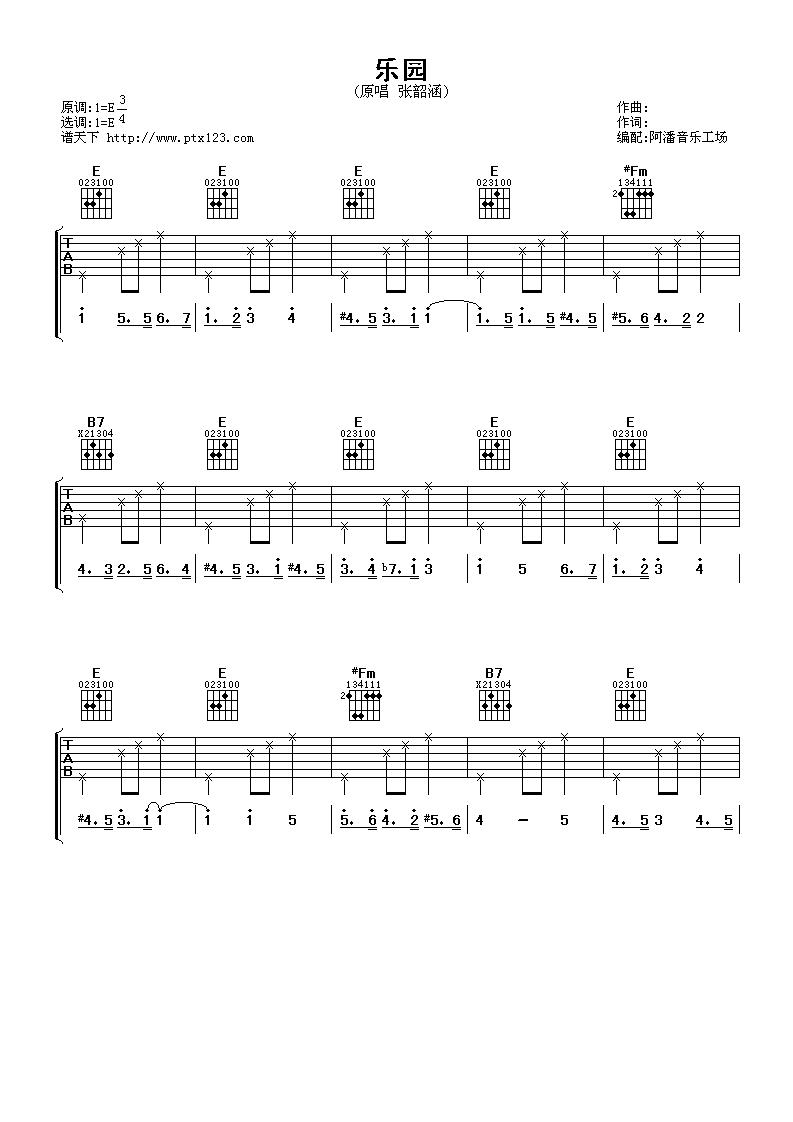 乐园
(原唱 张韶涵)
原调:1=E 3/4 作曲:
选调:1=E 作词:
谱天下 http://www.ptx123.com 编配:阿潘音乐工场
E E E E #Fm
023100 023100 023100 023100 134111
2
T
A
B
1 5. 5 6. 7 | 1. 2 3 4 | #4. 5 3. 1 1 | 1. 5 1. 5 #4. 5 | #5. 6 4. 2 2 |
B7 E E E E
X21304 023100 023100 023100 023100
T
A
B
4. 3 2. 5 6. 4 | #4. 5 3. 1 #4. 5 | 3. 4 b7. 1 3 | 1 5 6. 7 | 1. 2 3 4 |
E E #Fm B7 E
023100 023100 134111 X21304 023100
2
T
A
B
#4. 5 3. 1 1 | 1 1 5 | 5. 6 4. 2 #5. 6 | 4 – 5 | 4. 5 3 4. 5 |